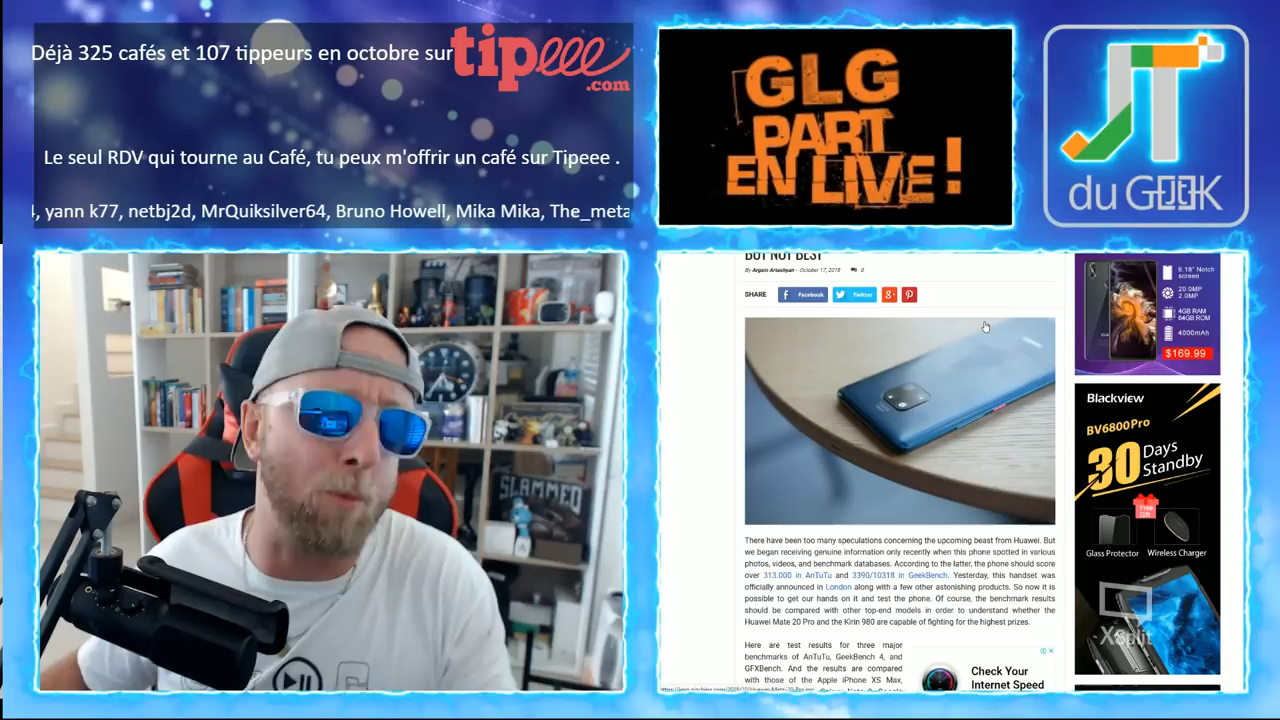 Déjà 325 cafés et 107 tippeurs en octobre sur
tipeee
.com
Le seul RDV qui tourne au Café, tu peux m'offrir un café sur Tipeee .
yann k77, netbj2d, MrQuiksilver64, Bruno Howell, Mika Mika, The_meta
GLG
PART
EN LIVE !
JT
du GEEK
SLAMMED
BUT NOT BEST
By Argam Artashyan - October 17, 2018 0
SHARE
Facebook
Twitter
There have been too many speculations concerning the upcoming beast from Huawei. But
we began receiving genuine information only recently when this phone spotted in various
photos, videos, and benchmark databases. According to the latter, the phone should score
over 313.000 in AnTuTu and 3390/10318 in GeekBench. Yesterday, this handset was
officially announced in London along with a few other astonishing products. So now it is
possible to get our hands on it and test the phone. Of course, the benchmark results
should be compared with other top-end models in order to understand whether the
Huawei Mate 20 Pro and the Kirin 980 are capable of fighting for the highest prizes.
Here are test results for three major
benchmarks of AnTuTu, GeekBench 4, and
GFXBench. And the results are compared
with those of the Apple iPhone XS Max,
Check Your
Internet Speed
6.18" Notch
screen
20.0MP
2.0MP
4GB RAM
64GB ROM
4000mAh
$169.99
Blackview
BV6800Pro
30 Days
Standby
Free
Gift
Glass Protector
Wireless Charger
XSplit